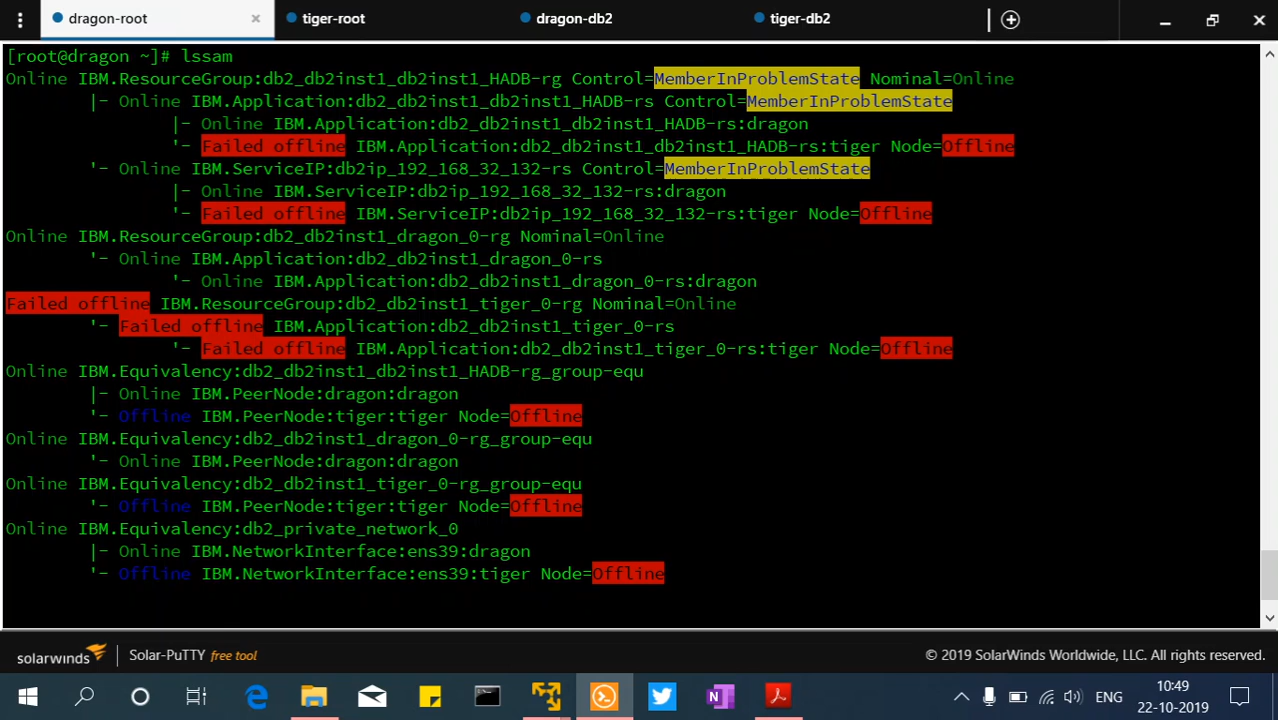 dragon-root × tiger-root dragon-db2 tiger-db2
[root@dragon ~]# lssam
Online IBM.ResourceGroup:db2_db2inst1_db2inst1_HADB-rg Control=MemberInProblemState Nominal=Online
|- Online IBM.Application:db2_db2inst1_db2inst1_HADB-rs Control=MemberInProblemState
|- Online IBM.Application:db2_db2inst1_db2inst1_HADB-rs:dragon
'- Failed offline IBM.Application:db2_db2inst1_db2inst1_HADB-rs:tiger Node=Offline
'- Online IBM.ServiceIP:db2ip_192_168_32_132-rs Control=MemberInProblemState
|- Online IBM.ServiceIP:db2ip_192_168_32_132-rs:dragon
'- Failed offline IBM.ServiceIP:db2ip_192_168_32_132-rs:tiger Node=Offline
Online IBM.ResourceGroup:db2_db2inst1_dragon_0-rg Nominal=Online
'- Online IBM.Application:db2_db2inst1_dragon_0-rs
'- Online IBM.Application:db2_db2inst1_dragon_0-rs:dragon
Failed offline IBM.ResourceGroup:db2_db2inst1_tiger_0-rg Nominal=Online
'- Failed offline IBM.Application:db2_db2inst1_tiger_0-rs
'- Failed offline IBM.Application:db2_db2inst1_tiger_0-rs:tiger Node=Offline
Online IBM.Equivalency:db2_db2inst1_db2inst1_HADB-rg_group-equ
|- Online IBM.PeerNode:dragon:dragon
'- Offline IBM.PeerNode:tiger:tiger Node=Offline
Online IBM.Equivalency:db2_db2inst1_dragon_0-rg_group-equ
'- Online IBM.PeerNode:dragon:dragon
Online IBM.Equivalency:db2_db2inst1_tiger_0-rg_group-equ
'- Offline IBM.PeerNode:tiger:tiger Node=Offline
Online IBM.Equivalency:db2_private_network_0
|- Online IBM.NetworkInterface:ens39:dragon
'- Offline IBM.NetworkInterface:ens39:tiger Node=Offline
solarwinds Solar-PuTTY free tool © 2019 SolarWinds Worldwide, LLC. All rights reserved.
ENG 10:49
22-10-2019